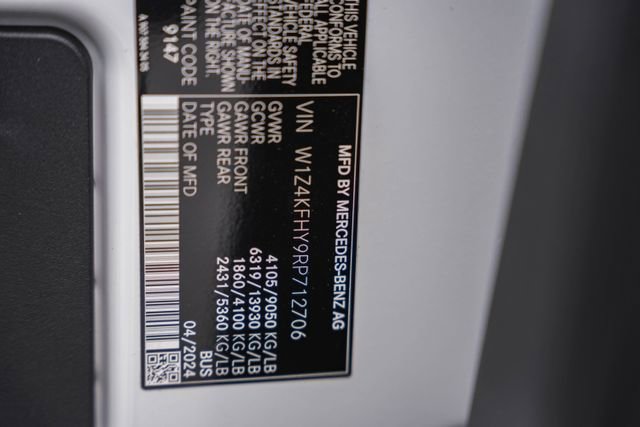 MFD BY MERCEDES-BENZ AG
VIN W1Z4KFHY9RP712706
GVWR 4105/9050 KG/LB
GCWR 6319/13930 KG/LB
GAWR FRONT 1860/4100 KG/LB
GAWR REAR 2431/5360 KG/LB
TYPE BUS
DATE OF MFD 04/2024
THIS VEHICLE
CONFORMS TO
ALL APPLICABLE
FEDERAL
VEHICLE SAFETY
EFFECT ON THE
DATE OF MANU
FACTURE SHOWN
ON THE RIGHT.
PAINT CODE
9147